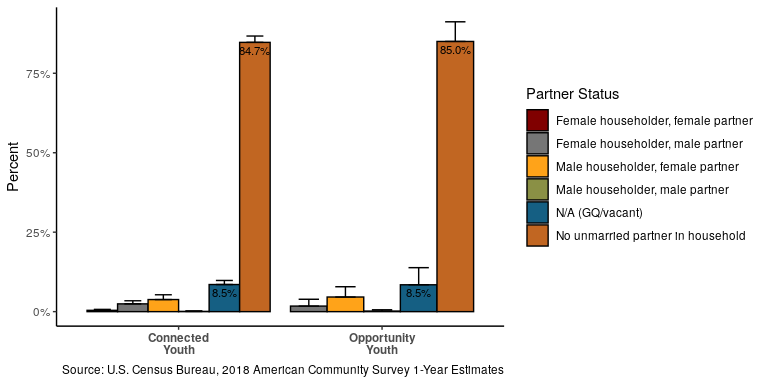 Percent
75%
50%
25%
0%
84.7%
8.5%
85.0%
8.5%
Connected
Youth
Opportunity
Youth
Partner Status
Female householder, female partner
Female householder, male partner
Male householder, female partner
Male householder, male partner
N/A (GQ/vacant)
No unmarried partner in household
Source: U.S. Census Bureau, 2018 American Community Survey 1-Year Estimates